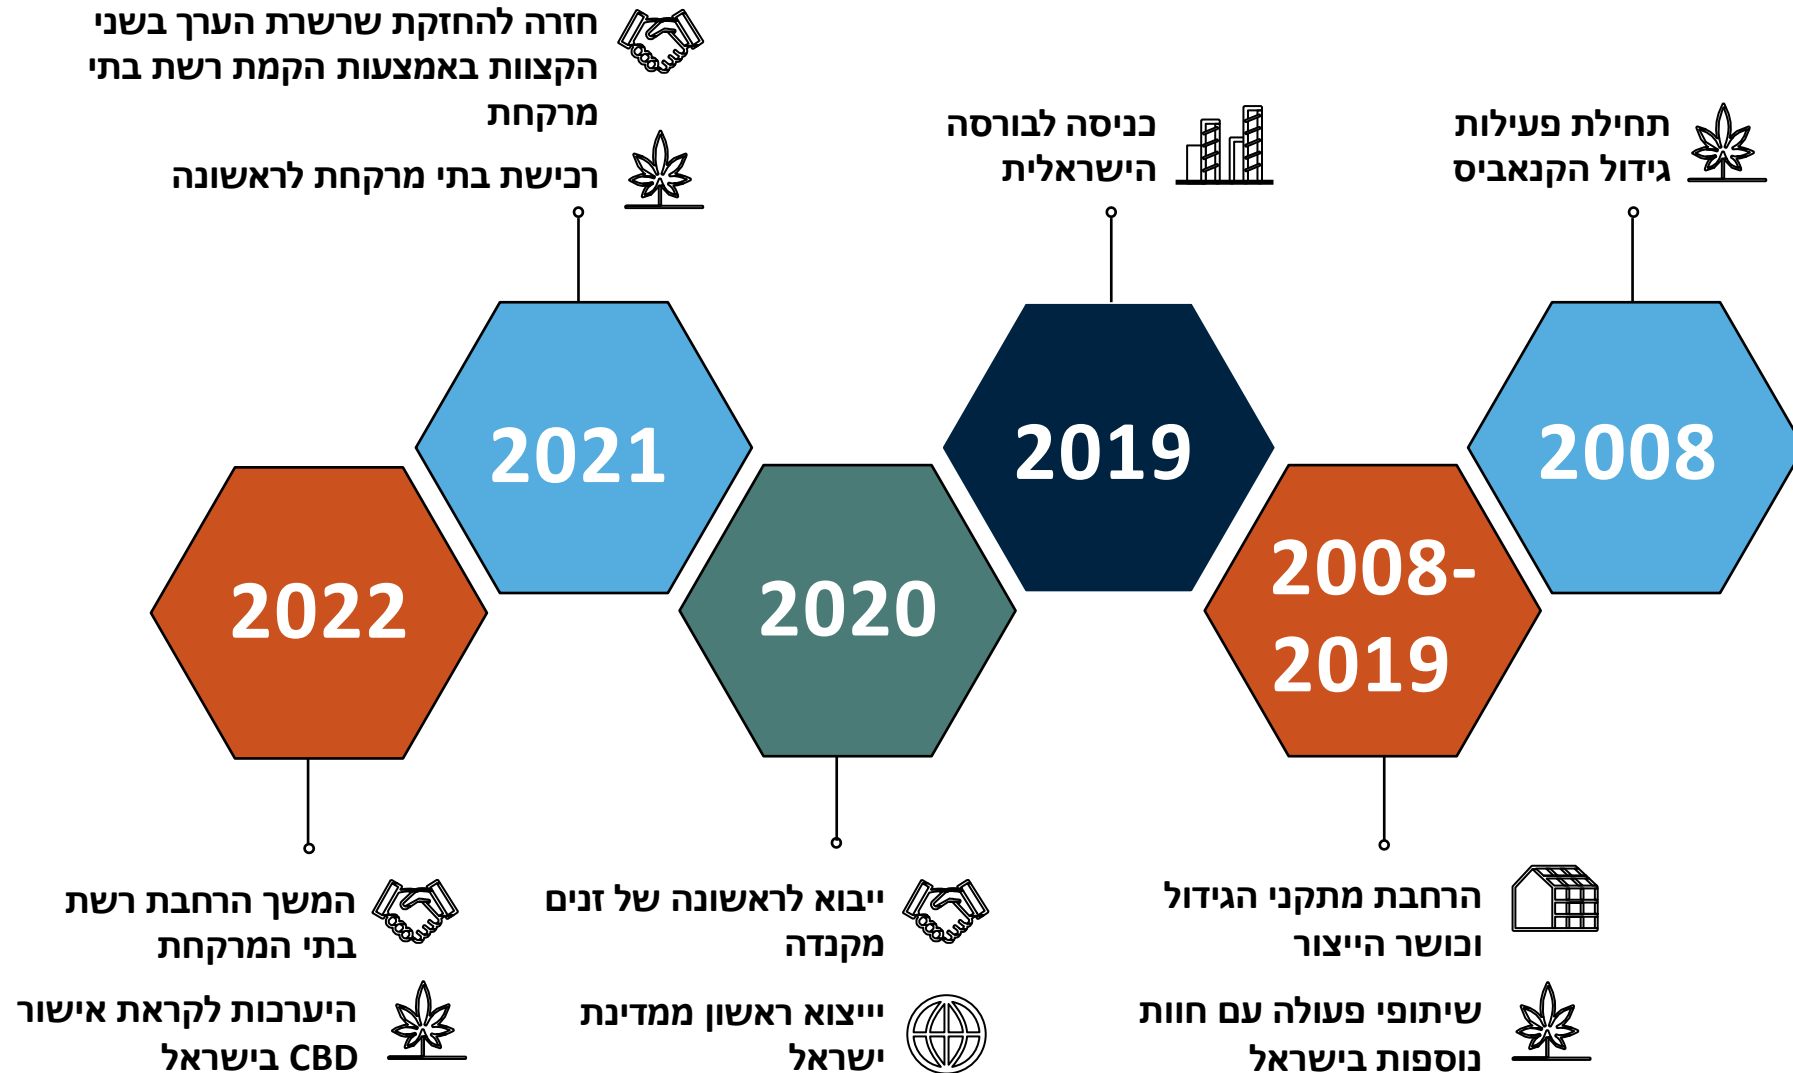 תחילת פעילות
גידול הקנאביס
2008
2008-
2019
הרחבת מתקני הגידול
וכושר הייצור
שיתופי פעולה עם חוות
נוספות בישראל
כניסה לבורסה
הישראלית
2019
2020
ייבוא לראשונה של זנים
מקנדה
יייצוא ראשון ממדינת
ישראל
חזרה להחזקת שרשרת הערך בשני
הקצוות באמצעות הקמת רשת בתי
מרקחת
רכישת בתי מרקחת לראשונה
2021
2022
המשך הרחבת רשת
בתי המרקחת
היערכות לקראת אישור
CBD בישראל